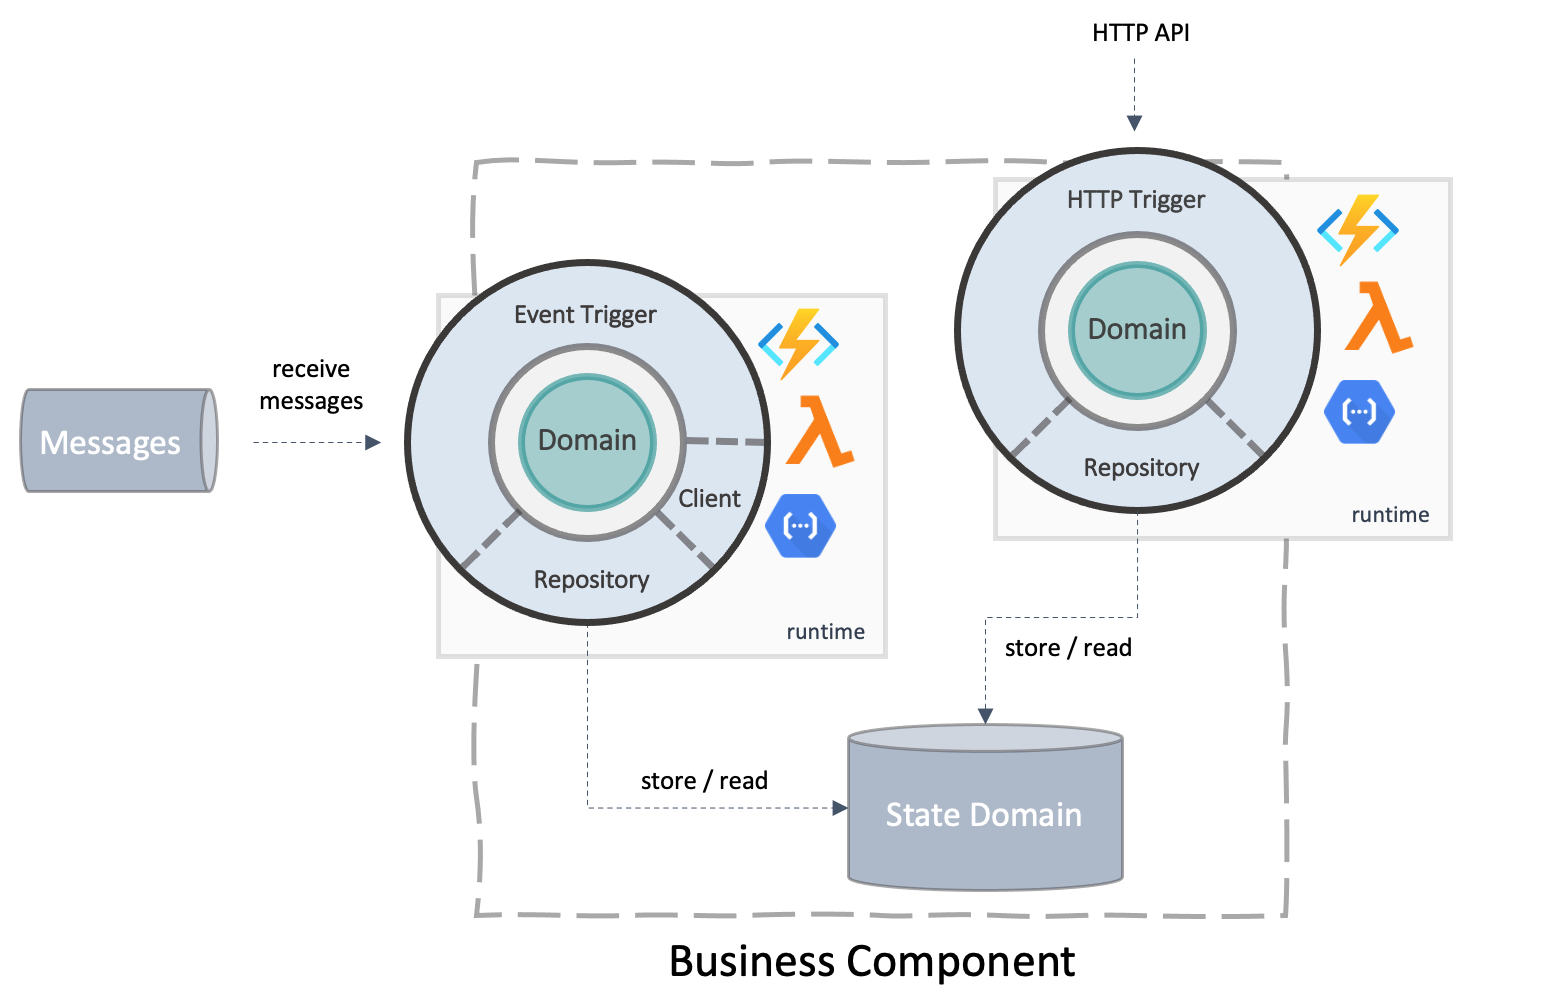 HTTP API
HTTP Trigger
Domain
Repository
runtime
Event Trigger
Domain
Client
Repository
runtime
receive
messages
Messages
store / read
store / read
State Domain
Business Component